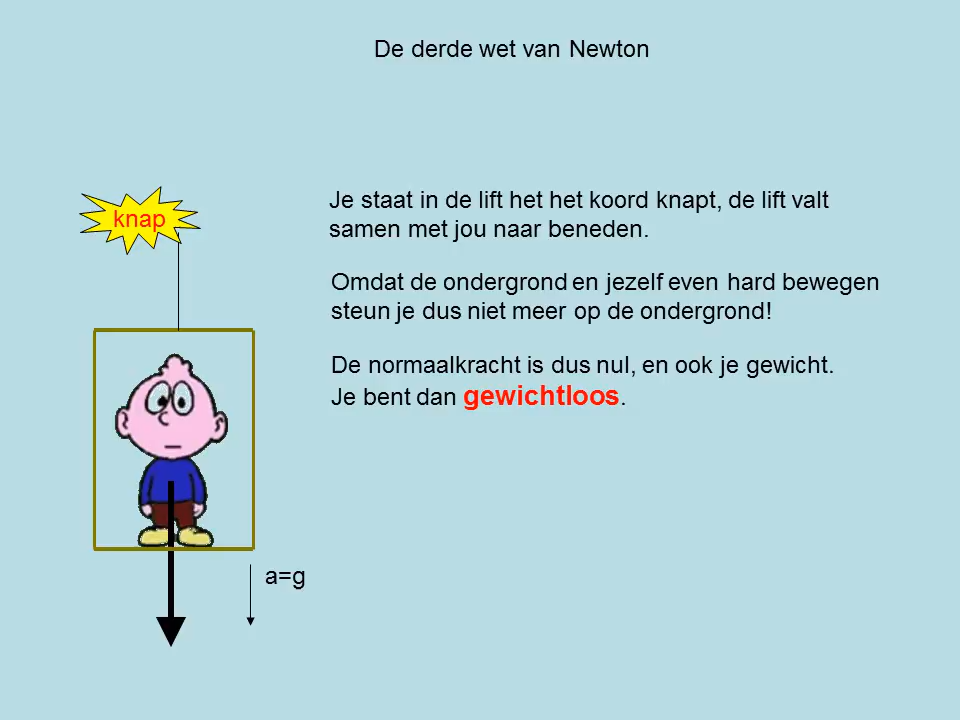 De derde wet van Newton
knap
Je staat in de lift het het koord knapt, de lift valt
samen met jou naar beneden.
Omdat de ondergrond en jezelf even hard bewegen
steun je dus niet meer op de ondergrond!
De normaalkracht is dus nul, en ook je gewicht.
Je bent dan gewichtloos.
a=g